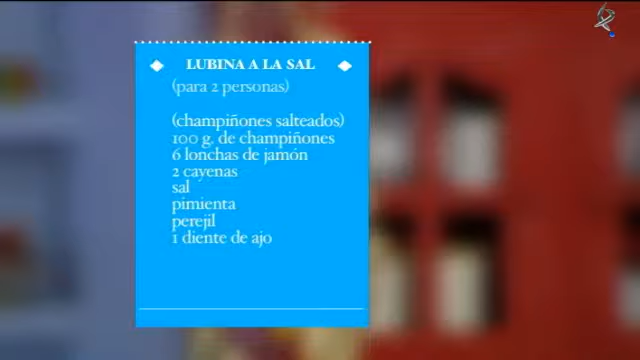 LUBINA A LA SAL
(para 2 personas)
(champiñones salteados)
100 g. de champiñones
6 lonchas de jamón
2 cayenas
sal
pimienta
perejil
1 diente de ajo